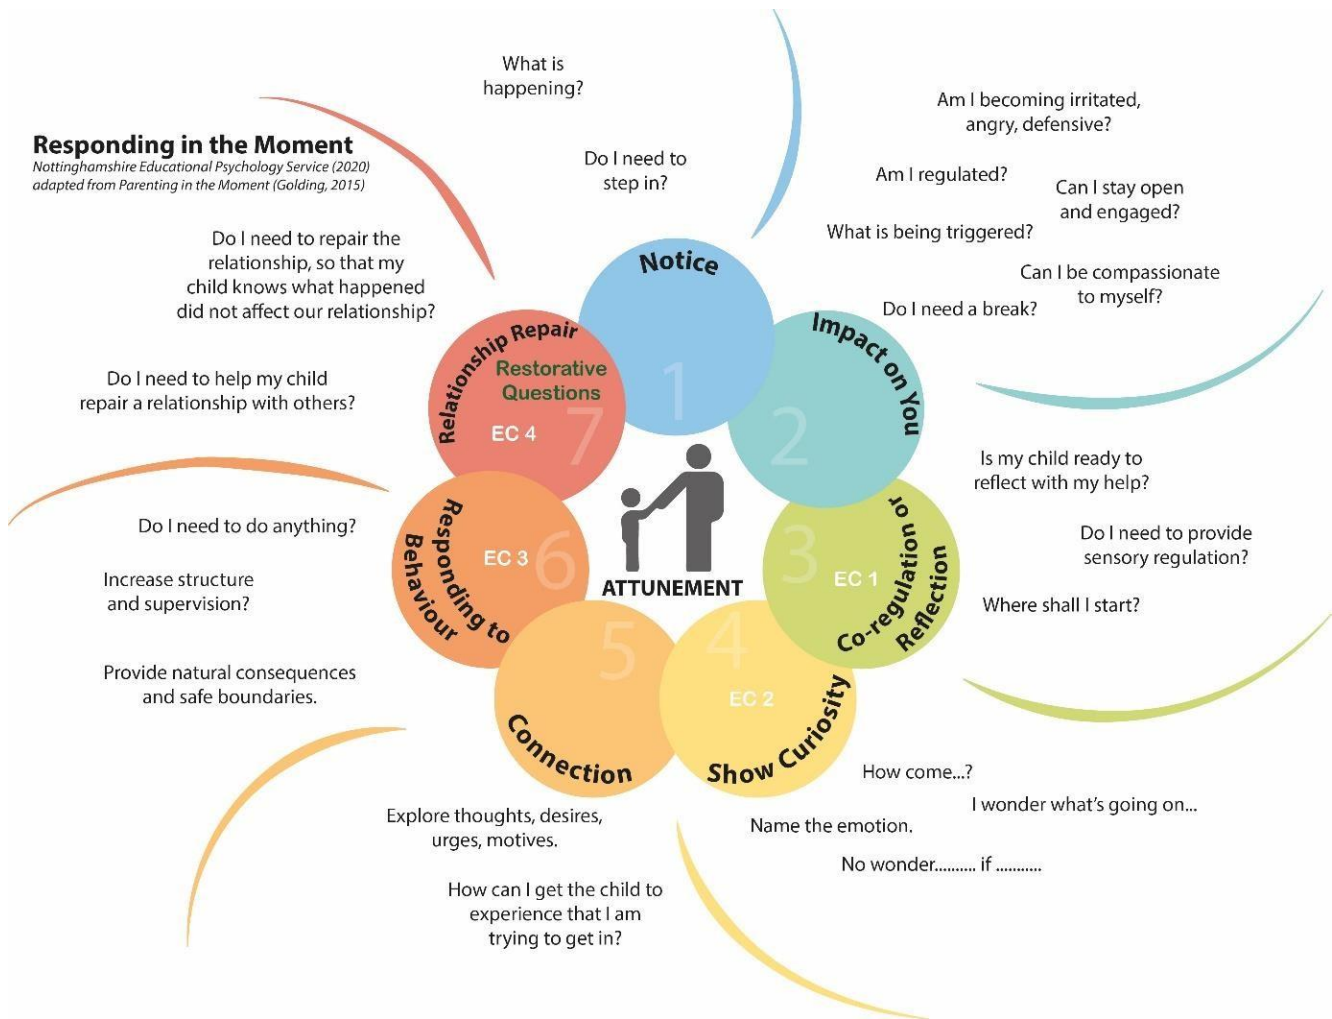 Responding in the Moment
Nottinghamshire Educational Psychology Service (2020)
adapted from Parenting in the Moment (Golding, 2015)
What is
happening?
Do I need to
step in?
Notice
1
Am I becoming irritated,
angry, defensive?
Am I regulated?
Can I stay open
and engaged?
What is being triggered?
Can I be compassionate
to myself?
Do I need a break?
Impact on You
2
Is my child ready to
reflect with my help?
Do I need to provide
sensory regulation?
Where shall I start?
Co-regulation or
Reflection
EC 1
3
How come...?
I wonder what's going on...
Name the emotion.
No wonder.......... if ...........
Show Curiosity
EC 2
4
Explore thoughts, desires,
urges, motives.
How can I get the child to
experience that I am
trying to get in?
Connection
5
Do I need to do anything?
Increase structure
and supervision?
Provide natural consequences
and safe boundaries.
Responding to
Behaviour
EC 3
6
Do I need to repair the
relationship, so that my
child knows what happened
did not affect our relationship?
Do I need to help my child
repair a relationship with others?
Relationship Repair
Restorative
Questions
EC 4
7
ATTUNEMENT